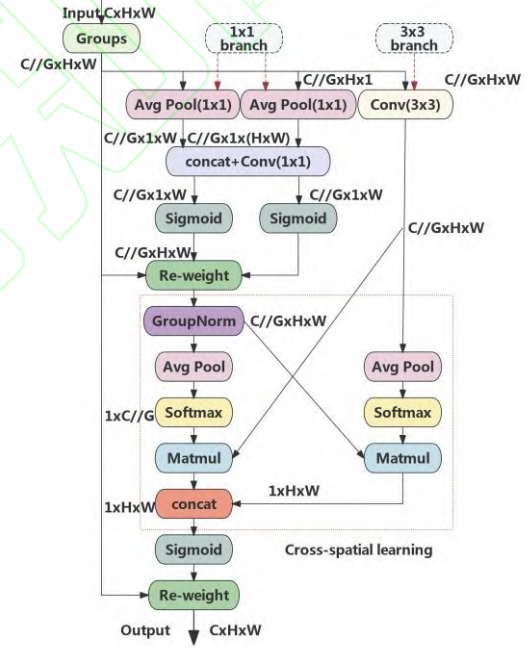 Input CxHxW
Groups
1x1
branch
3x3
branch
C//GxHxW
C//GxHx1
C//GxHxW
Avg Pool(1x1)
Avg Pool(1x1)
Conv(3x3)
C//Gx1xW
C//Gx1x(HxW)
concat+Conv(1x1)
C//Gx1xW
C//Gx1xW
Sigmoid
Sigmoid
C//GxHxW
C//GxHxW
Re-weight
GroupNorm
C//GxHxW
Avg Pool
Avg Pool
1xC//G
Softmax
Softmax
Matmul
Matmul
1xHxW
1xHxW
concat
Sigmoid
Cross-spatial learning
Re-weight
Output
CxHxW